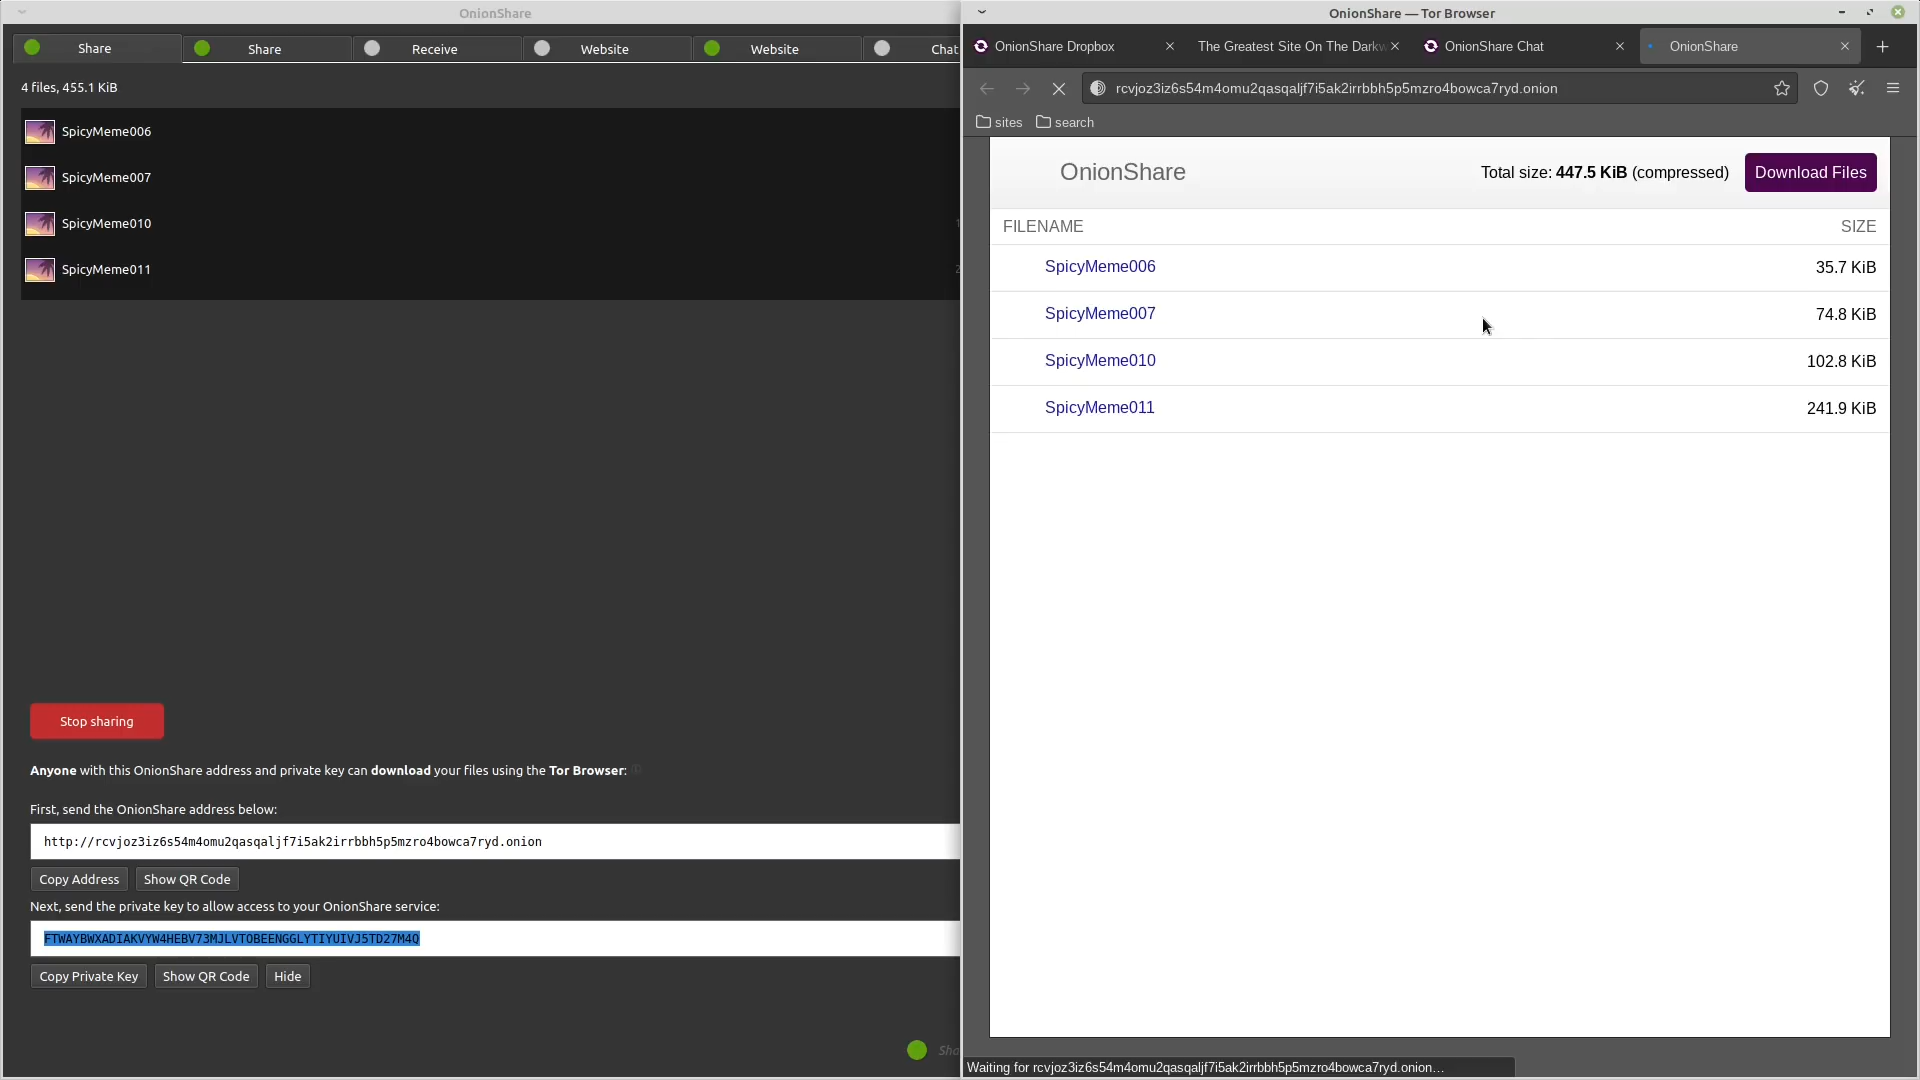 OnionShare
Share
Share
Receive
Website
Website
Chat
4 files, 455.1 KiB
SpicyMeme006
SpicyMeme007
SpicyMeme010
SpicyMeme011
Stop sharing
Anyone with this OnionShare address and private key can download your files using the Tor Browser:
First, send the OnionShare address below:
http://rcvjoz3iz6s54m4omu2qasqaljf7i5ak2irrbbh5p5mzro4bowca7ryd.onion
Copy Address
Show QR Code
Next, send the private key to allow access to your OnionShare service:
FTWAYBWXADIAKVYW4HEBV73MJLVTOBEENGGLYTIYUIVJ5TD27M4Q
Copy Private Key
Show QR Code
Hide
OnionShare — Tor Browser
OnionShare Dropbox
The Greatest Site On The Darkw
OnionShare Chat
OnionShare
rcvjoz3iz6s54m4omu2qasqaljf7i5ak2irrbbh5p5mzro4bowca7ryd.onion
sites
search
OnionShare
Total size: 447.5 KiB (compressed)
Download Files
FILENAME SIZE
SpicyMeme006 35.7 KiB
SpicyMeme007 74.8 KiB
SpicyMeme010 102.8 KiB
SpicyMeme011 241.9 KiB
Waiting for rcvjoz3iz6s54m4omu2qasqaljf7i5ak2irrbbh5p5mzro4bowca7ryd.onion…